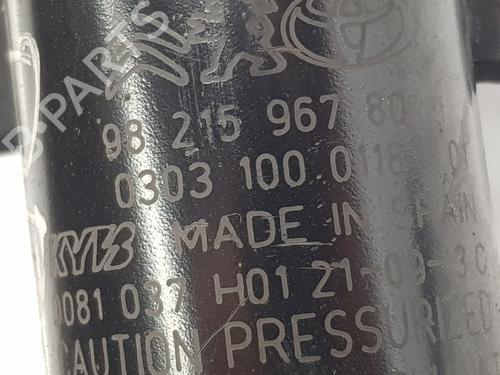 98 215 967 80
0303 100 0118 01
KYB MADE IN SPAIN
0081 037 H01 21-09-30
CAUTION PRESSURIZED
B-PARTS